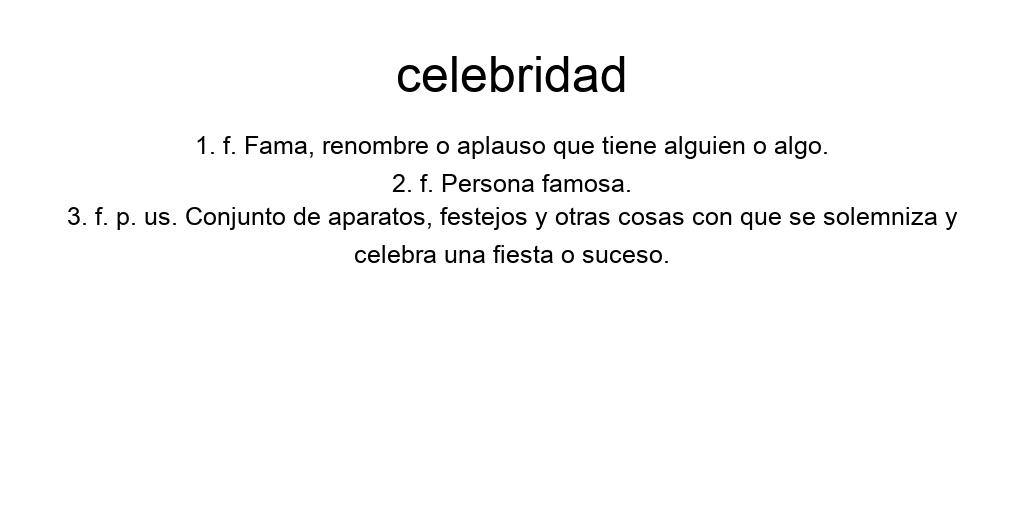 celebridad
1. f. Fama, renombre o aplauso que tiene alguien o algo.
2. f. Persona famosa.
3. f. p. us. Conjunto de aparatos, festejos y otras cosas con que se solemniza y
celebra una fiesta o suceso.